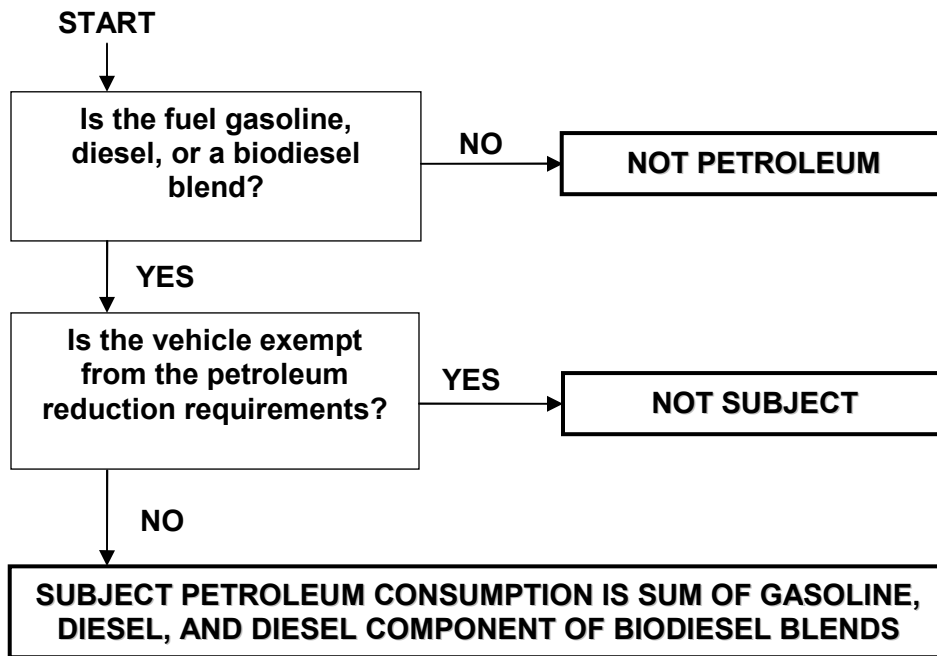 START
Is the fuel gasoline,
diesel, or a biodiesel
blend?
NO
NOT PETROLEUM
YES
Is the vehicle exempt
from the petroleum
reduction requirements?
YES
NOT SUBJECT
NO
SUBJECT PETROLEUM CONSUMPTION IS SUM OF GASOLINE,
DIESEL, AND DIESEL COMPONENT OF BIODIESEL BLENDS